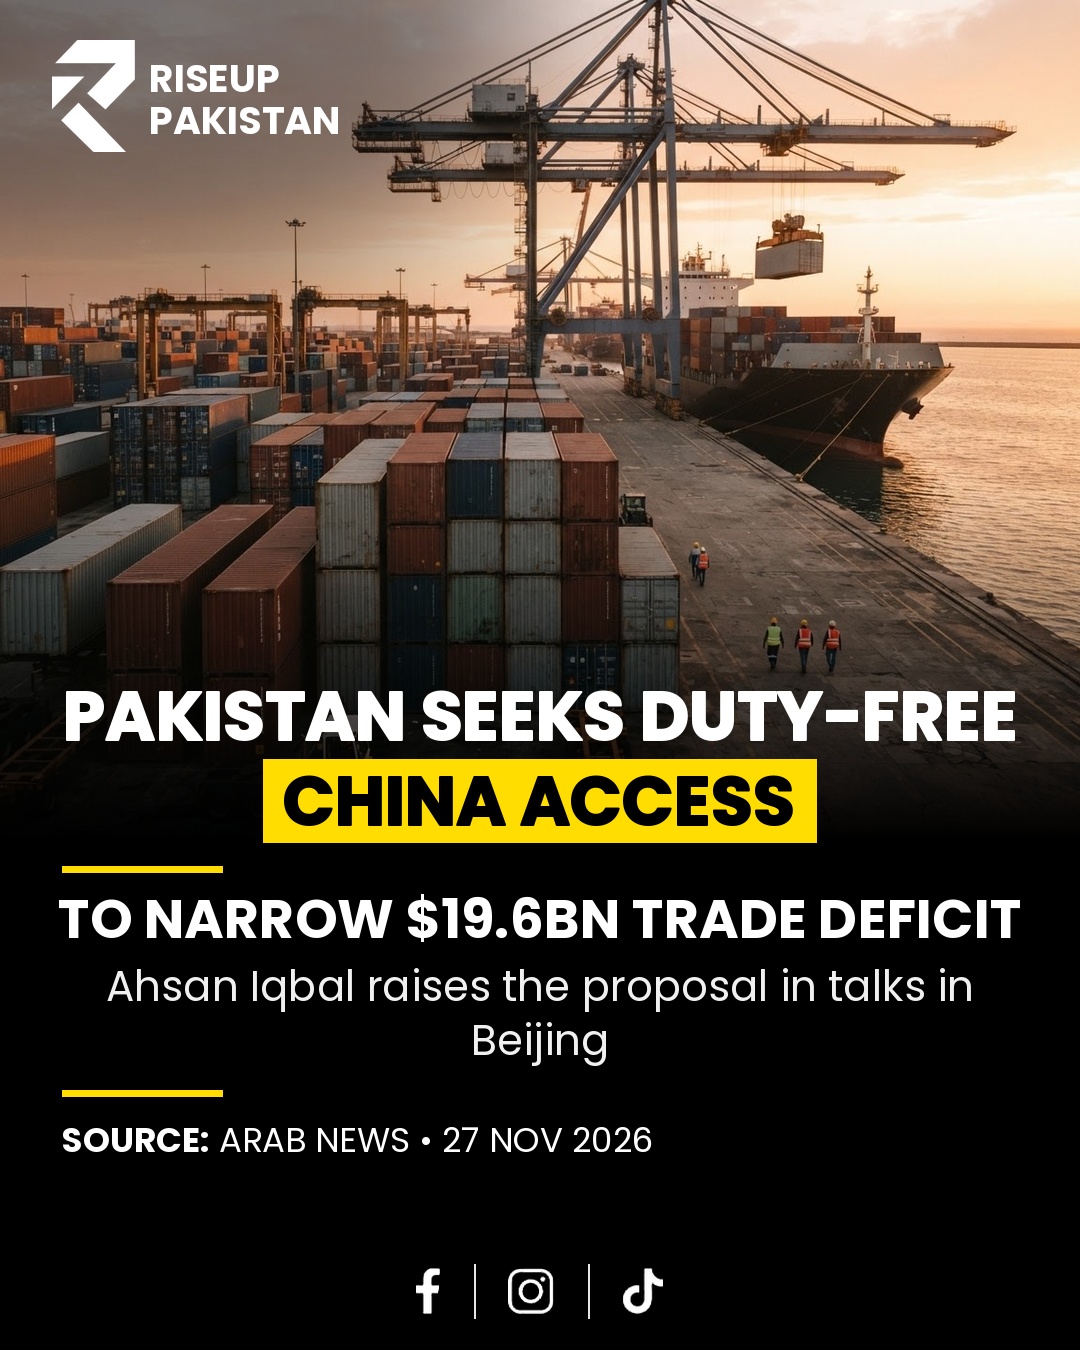 RISEUP
PAKISTAN
PAKISTAN SEEKS DUTY-FREE
CHINA ACCESS
TO NARROW $19.6BN TRADE DEFICIT
Ahsan Iqbal raises the proposal in talks in
Beijing
SOURCE: ARAB NEWS • 27 NOV 2026